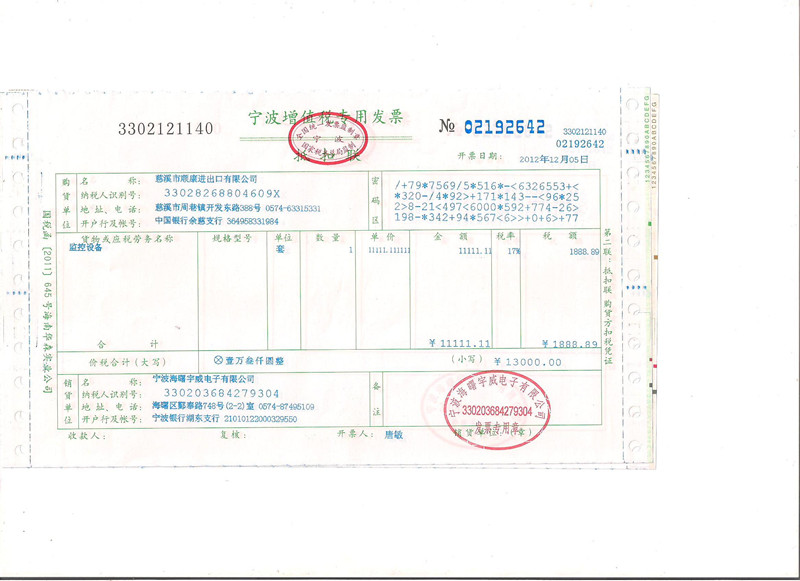 宁波增值税专用发票
3302121140
№ 02192642
3302121140
02192642
全国统一发票监制章
宁波
国家税务总局监制
抵扣联
开票日期: 2012年12月05日
购货单位
名 称: 慈溪市顺康进出口有限公司
纳税人识别号: 33028268804609X
地 址、电 话: 慈溪市周巷镇开发东路388号 0574-63315331
开户行及帐号: 中国银行余慈支行 364958331984
密码区
/+79*7569/5*516*-<6326553+<
*320-/4*92>+171*143--<96*25
2>8-21<497<6000*592+774-26>
198-*342+94*567<6>>+0+6>+77
货物或应税劳务名称 规格型号 单位 数 量 单 价 金 额 税率 税 额
监控设备 套 1 11111.111111 11111.11 17% 1888.89
合 计 ¥11111.11 ¥1888.89
价税合计(大写) ⊗壹万叁仟圆整 (小写) ¥13000.00
销货单位
名 称: 宁波海曙宇威电子有限公司
纳税人识别号: 330203684279304
地 址、电 话: 海曙区鄞奉路748号(2-2)室 0574-87495109
开户行及帐号: 宁波银行湖东支行 21010122000329550
备注
宁波海曙宇威电子有限公司
330203684279304
发票专用章
收款人: 复核: 开票人: 唐敏 销货单位:(章)
国税函〔2011〕645号海南华森实业公司
第二联:抵扣联 购货方扣税凭证